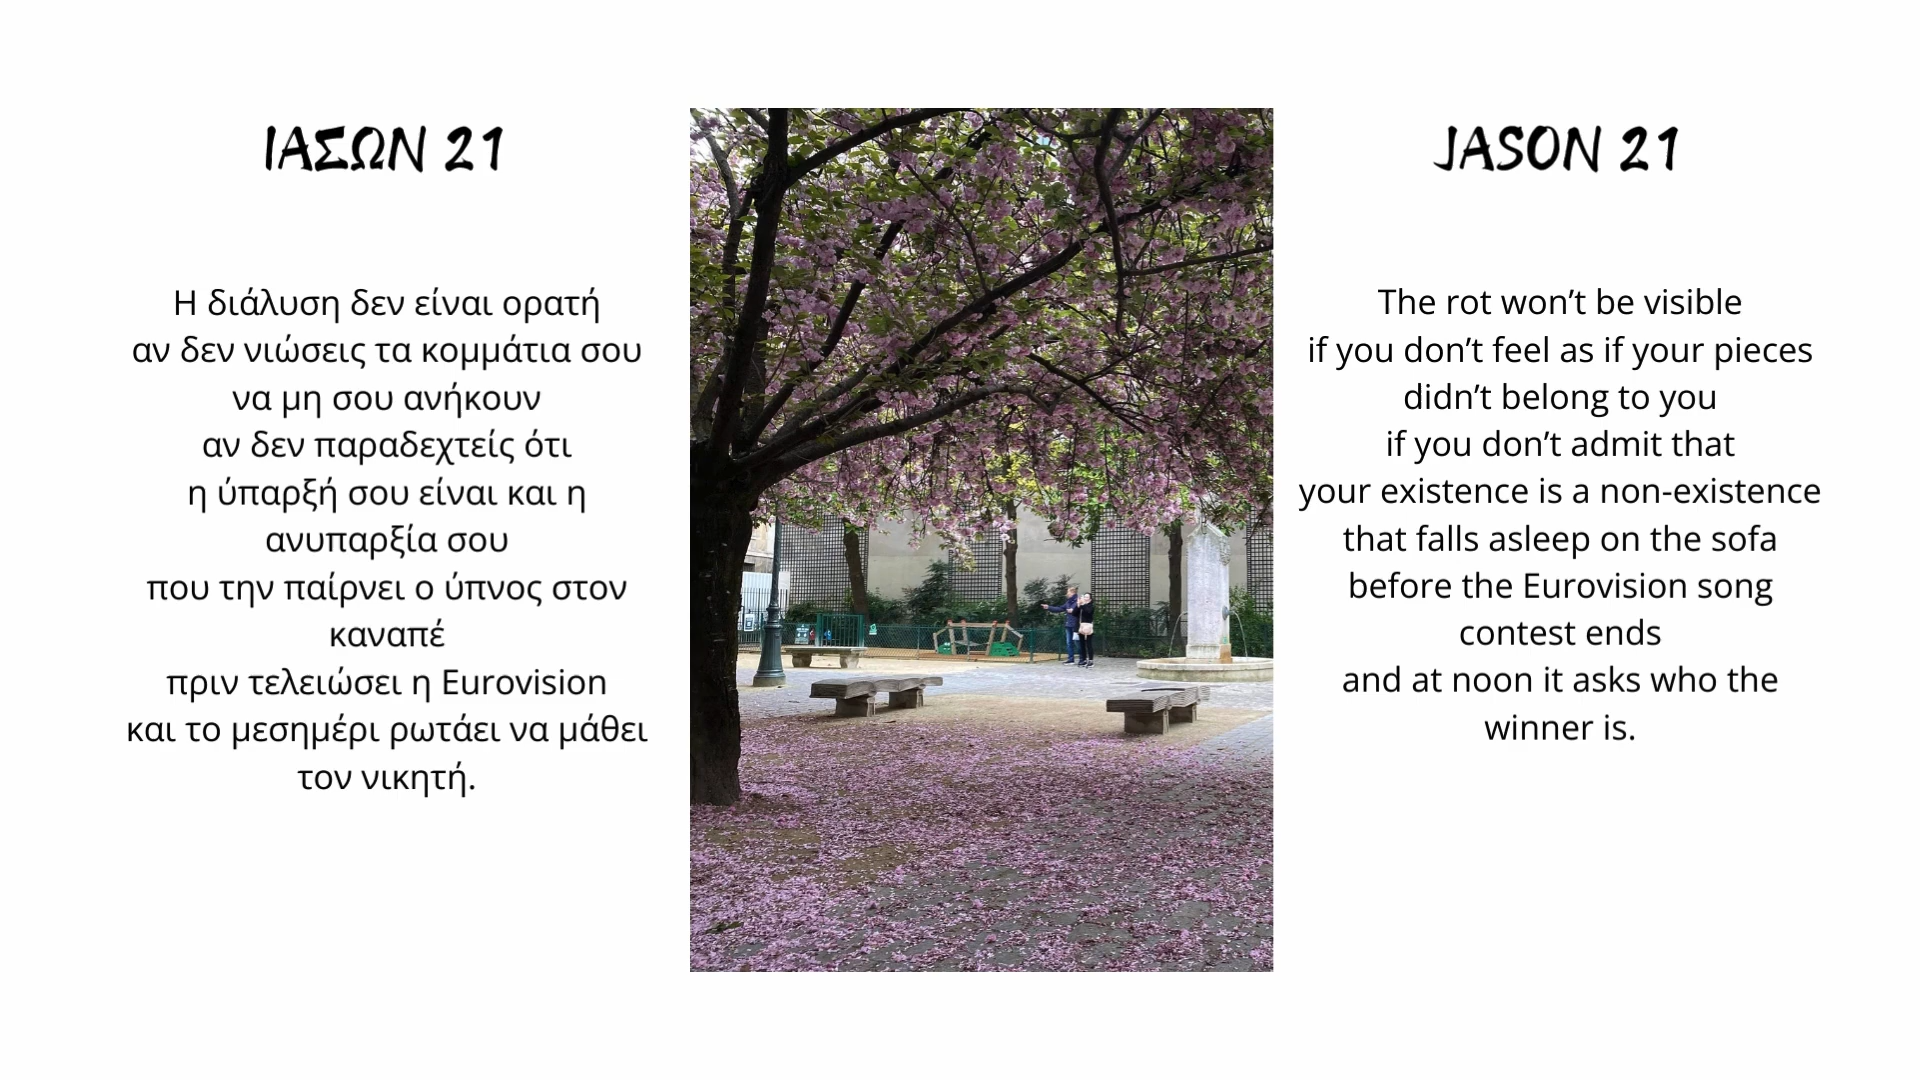 ΙΑΣΩΝ 21
Η διάλυση δεν είναι ορατή
αν δεν νιώσεις τα κομμάτια σου
να μη σου ανήκουν
αν δεν παραδεχτείς ότι
η ύπαρξή σου είναι και η
ανυπαρξία σου
που την παίρνει ο ύπνος στον
καναπέ
πριν τελειώσει η Eurovision
και το μεσημέρι ρωτάει να μάθει
τον νικητή.
JASON 21
The rot won’t be visible
if you don’t feel as if your pieces
didn’t belong to you
if you don’t admit that
your existence is a non-existence
that falls asleep on the sofa
before the Eurovision song
contest ends
and at noon it asks who the
winner is.